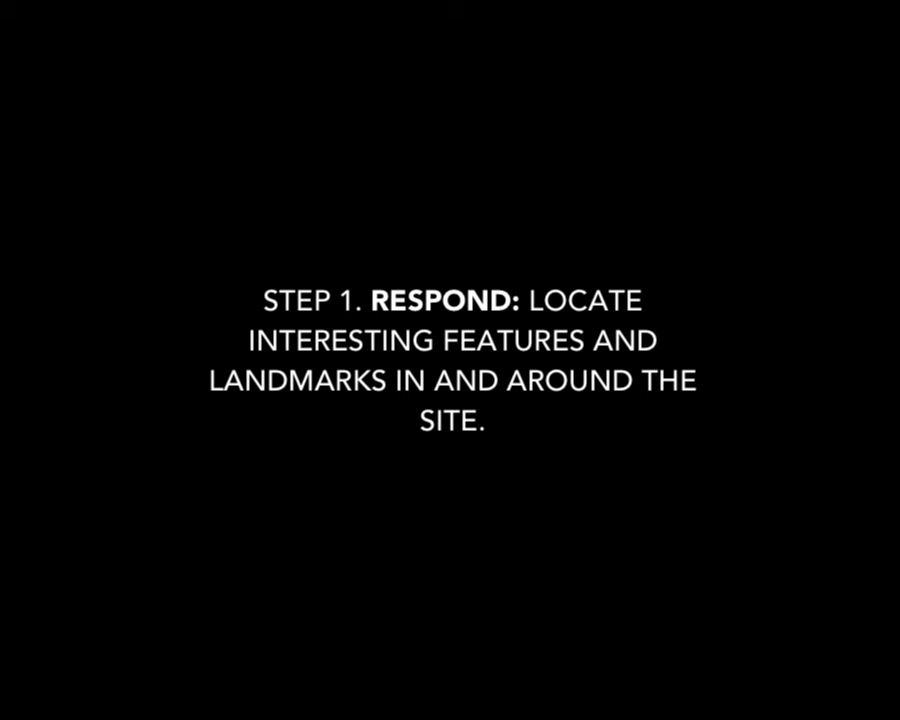 STEP 1. RESPOND: LOCATE
INTERESTING FEATURES AND
LANDMARKS IN AND AROUND THE
SITE.